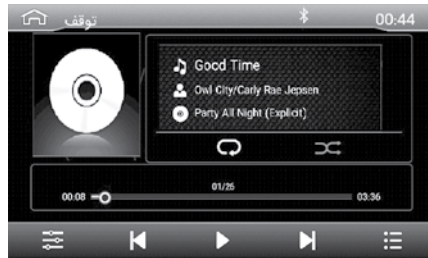 توقف 00:44
Good Time
Owl City/Carly Rae Jepsen
Party All Night (Explicit)
01/26
00:08 03:36